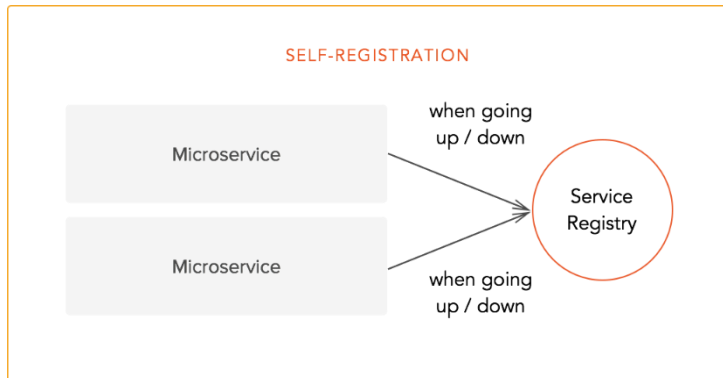 SELF-REGISTRATION
when going
up / down
Microservice
Service
Registry
Microservice
when going
up / down